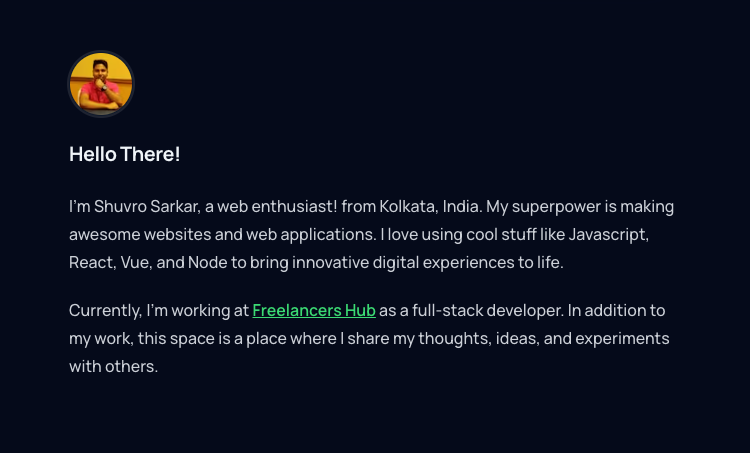 Hello There!
I'm Shuvro Sarkar, a web enthusiast! from Kolkata, India. My superpower is making
awesome websites and web applications. I love using cool stuff like Javascript,
React, Vue, and Node to bring innovative digital experiences to life.
Currently, I'm working at Freelancers Hub as a full-stack developer. In addition to
my work, this space is a place where I share my thoughts, ideas, and experiments
with others.